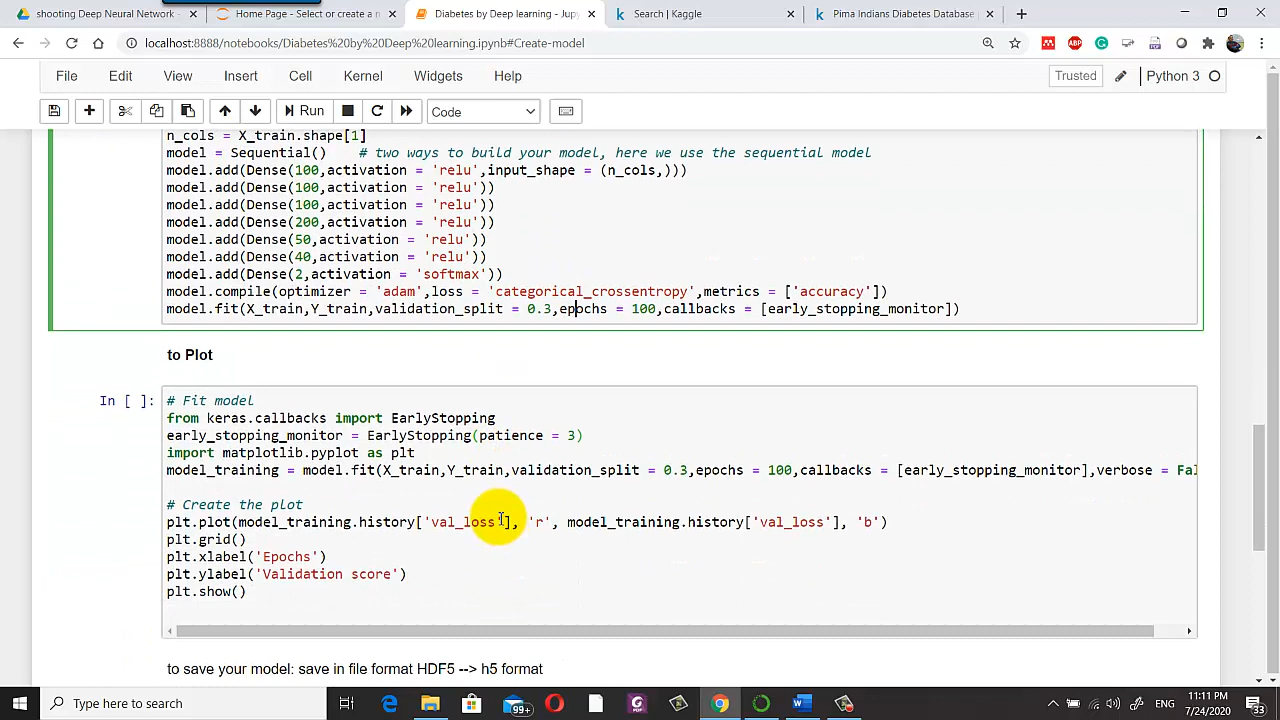 shooting Deep Neural Network -
Home Page - Select or create a n
Diabetes by Deep learning - Jupy
Search | Kaggle
Pima Indians Diabetes Database |
localhost:8888/notebooks/Diabetes%20by%20Deep%20learning.ipynb#Create-model
File Edit View Insert Cell Kernel Widgets Help
Trusted
Python 3
Run
Code
n_cols = X_train.shape[1]
model = Sequential() # two ways to build your model, here we use the sequential model
model.add(Dense(100,activation = 'relu',input_shape = (n_cols,)))
model.add(Dense(100,activation = 'relu'))
model.add(Dense(100,activation = 'relu'))
model.add(Dense(200,activation = 'relu'))
model.add(Dense(50,activation = 'relu'))
model.add(Dense(40,activation = 'relu'))
model.add(Dense(2,activation = 'softmax'))
model.compile(optimizer = 'adam',loss = 'categorical_crossentropy',metrics = ['accuracy'])
model.fit(X_train,Y_train,validation_split = 0.3,epochs = 100,callbacks = [early_stopping_monitor])
to Plot
In [ ]:
# Fit model
from keras.callbacks import EarlyStopping
early_stopping_monitor = EarlyStopping(patience = 3)
import matplotlib.pyplot as plt
model_training = model.fit(X_train,Y_train,validation_split = 0.3,epochs = 100,callbacks = [early_stopping_monitor],verbose = Fal
# Create the plot
plt.plot(model_training.history['val_loss'], 'r', model_training.history['val_loss'], 'b')
plt.grid()
plt.xlabel('Epochs')
plt.ylabel('Validation score')
plt.show()
to save your model: save in file format HDF5 --> h5 format
Type here to search
99+
11:11 PM
7/24/2020
33